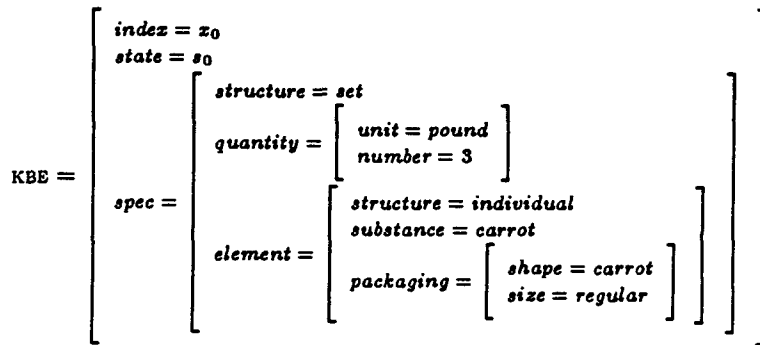 index = x₀
state = s₀
structure = set
unit = pound
quantity =
number = 3
KBE =
structure = individual
spec =
substance = carrot
element =
shape = carrot
packaging =
size = regular